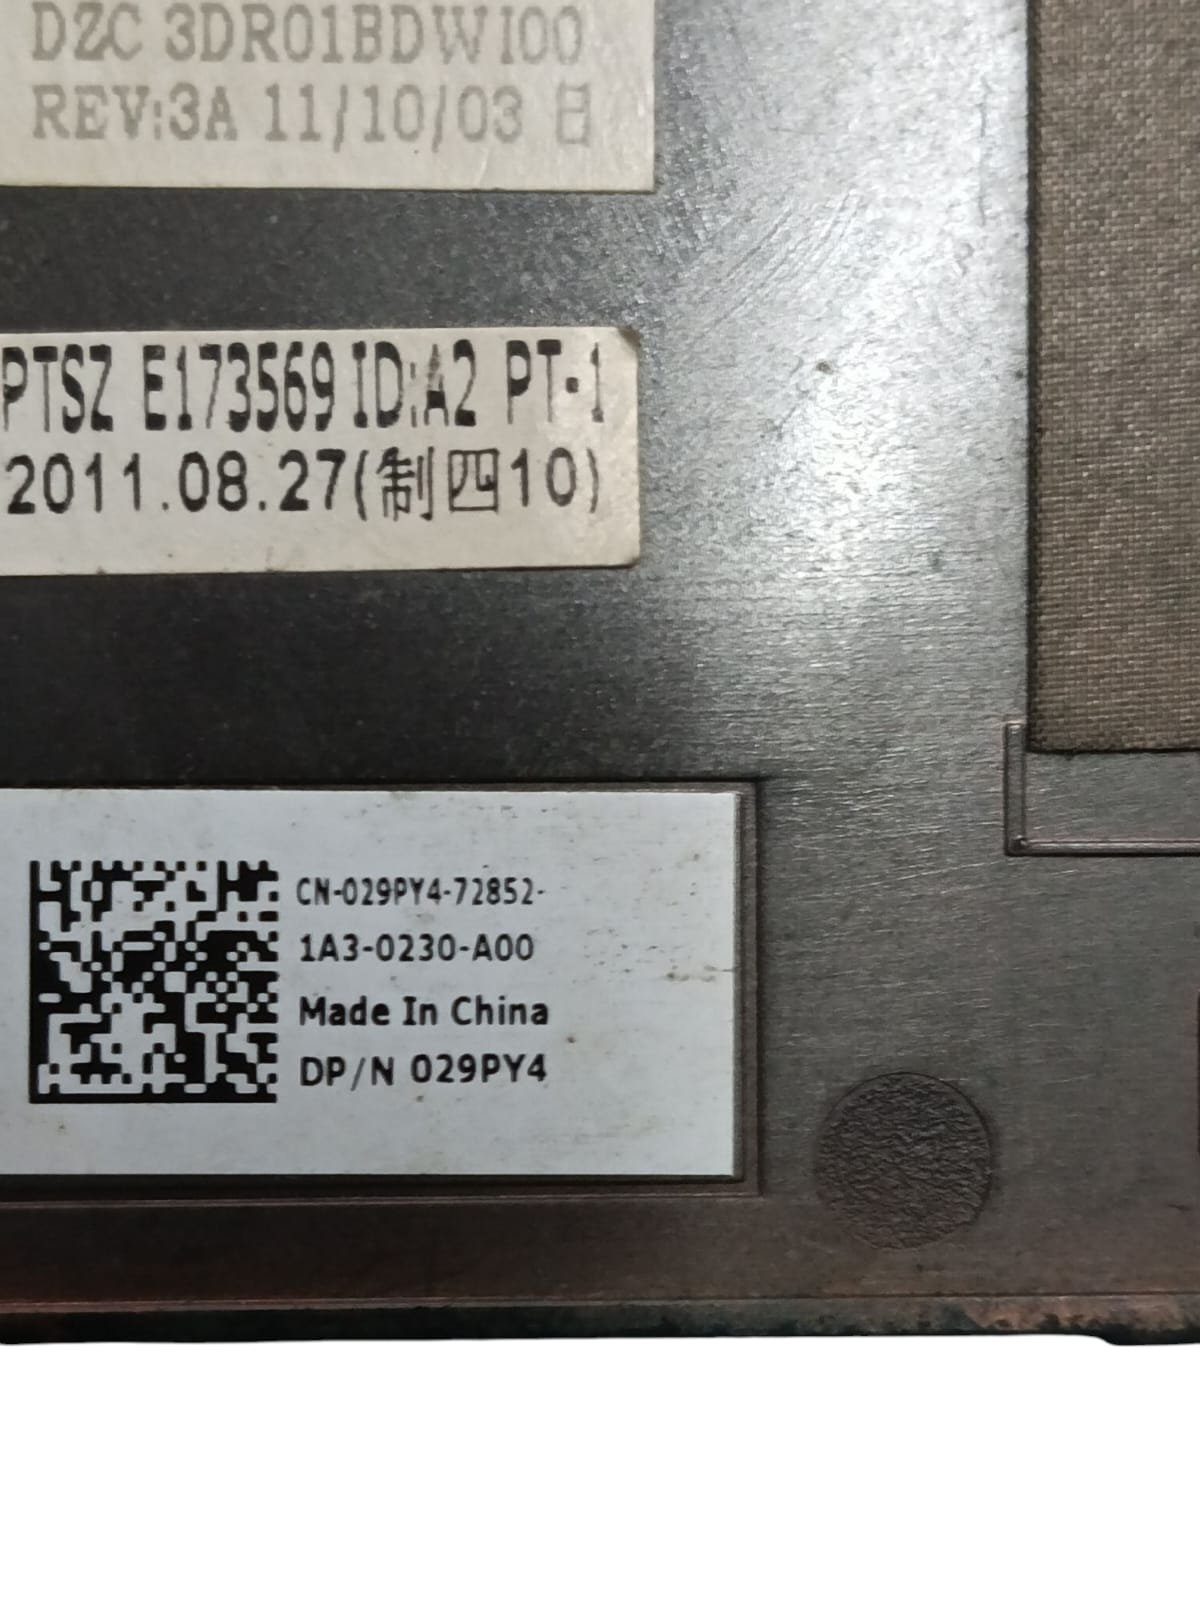 DZC 3DR01BDWI00
REV:3A 11/10/03 日
PTSZ E173569 ID:A2 PT-1
2011.08.27(制四10)
CN-029PY4-72852-
1A3-0230-A00
Made In China
DP/N 029PY4